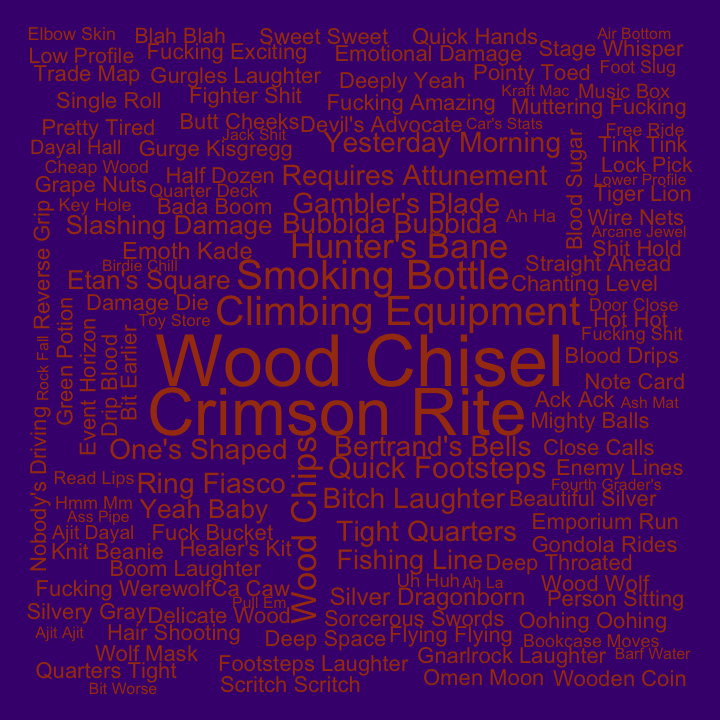 Elbow Skin
Blah Blah
Sweet Sweet
Quick Hands
Air Bottom
Low Profile
Fucking Exciting
Emotional Damage
Stage Whisper
Trade Map
Gurgles Laughter
Deeply Yeah
Pointy Toed
Foot Slug
Single Roll
Fighter Shit
Fucking Amazing
Kraft Mac
Music Box
Muttering Fucking
Pretty Tired
Butt Cheeks
Jack Shit
Devil's Advocate
Car's Stats
Free Ride
Dayal Hall
Gurge Kisgregg
Yesterday Morning
Blood Sugar
Tink Tink
Cheap Wood
Half Dozen
Requires Attunement
Lock Pick
Grape Nuts
Quarter Deck
Lower Profile
Tiger Lion
Key Hole
Bada Boom
Gambler's Blade
Ah Ha
Wire Nets
Slashing Damage
Bubbida Bubbida
Arcane Jewel
Reverse Grip
Emoth Kade
Hunter's Bane
Shit Hold
Birdie Chill
Straight Ahead
Etan's Square
Smoking Bottle
Chanting Level
Damage Die
Climbing Equipment
Door Close
Green Potion
Toy Store
Hot Hot
Rock Fall
Event Horizon
Drip Blood
Bit Earlier
Fucking Shit
Wood Chisel
Blood Drips
Note Card
Crimson Rite
Ack Ack
Ash Mat
Mighty Balls
Nobody's Driving
One's Shaped
Wood Chips
Bertrand's Bells
Close Calls
Read Lips
Ring Fiasco
Quick Footsteps
Enemy Lines
Fourth Grader's
Hmm Mm
Yeah Baby
Bitch Laughter
Beautiful Silver
Ass Pipe
Ajit Dayal
Fuck Bucket
Tight Quarters
Emporium Run
Knit Beanie
Healer's Kit
Gondola Rides
Boom Laughter
Fishing Line
Deep Throated
Fucking Werewolf
Ca Caw
Uh Huh
Ah La
Wood Wolf
Pull Em
Silver Dragonborn
Person Sitting
Silvery Gray
Delicate Wood
Sorcerous Swords
Oohing Oohing
Ajit Ajit
Hair Shooting
Deep Space
Flying Flying
Bookcase Moves
Wolf Mask
Gnarlrock Laughter
Barf Water
Quarters Tight
Footsteps Laughter
Omen Moon
Wooden Coin
Bit Worse
Scritch Scritch